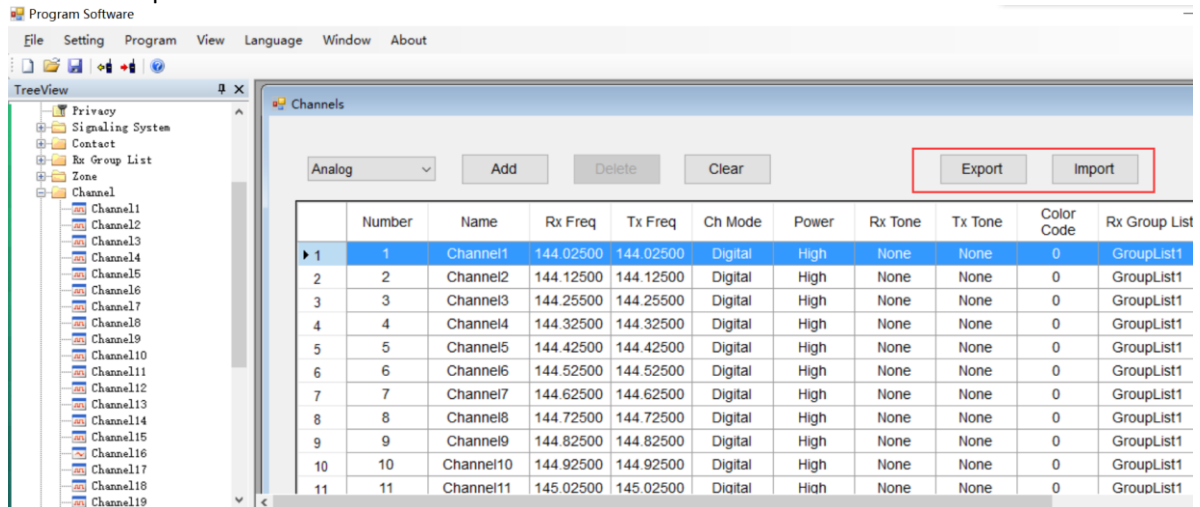 Program Software
File Setting Program View Language Window About
TreeView
Privacy
Signaling System
Contact
Rx Group List
Zone
Channel
Channel1
Channel2
Channel3
Channel4
Channel5
Channel6
Channel7
Channel8
Channel9
Channel10
Channel11
Channel12
Channel13
Channel14
Channel15
Channel16
Channel17
Channel18
Channel19
Channels
Analog Add Delete Clear Export Import
Number Name Rx Freq Tx Freq Ch Mode Power Rx Tone Tx Tone Color Code Rx Group List
1 1 Channel1 144.02500 144.02500 Digital High None None 0 GroupList1
2 2 Channel2 144.12500 144.12500 Digital High None None 0 GroupList1
3 3 Channel3 144.25500 144.25500 Digital High None None 0 GroupList1
4 4 Channel4 144.32500 144.32500 Digital High None None 0 GroupList1
5 5 Channel5 144.42500 144.42500 Digital High None None 0 GroupList1
6 6 Channel6 144.52500 144.52500 Digital High None None 0 GroupList1
7 7 Channel7 144.62500 144.62500 Digital High None None 0 GroupList1
8 8 Channel8 144.72500 144.72500 Digital High None None 0 GroupList1
9 9 Channel9 144.82500 144.82500 Digital High None None 0 GroupList1
10 10 Channel10 144.92500 144.92500 Digital High None None 0 GroupList1
11 11 Channel11 145.02500 145.02500 Digital High None None 0 GroupList1